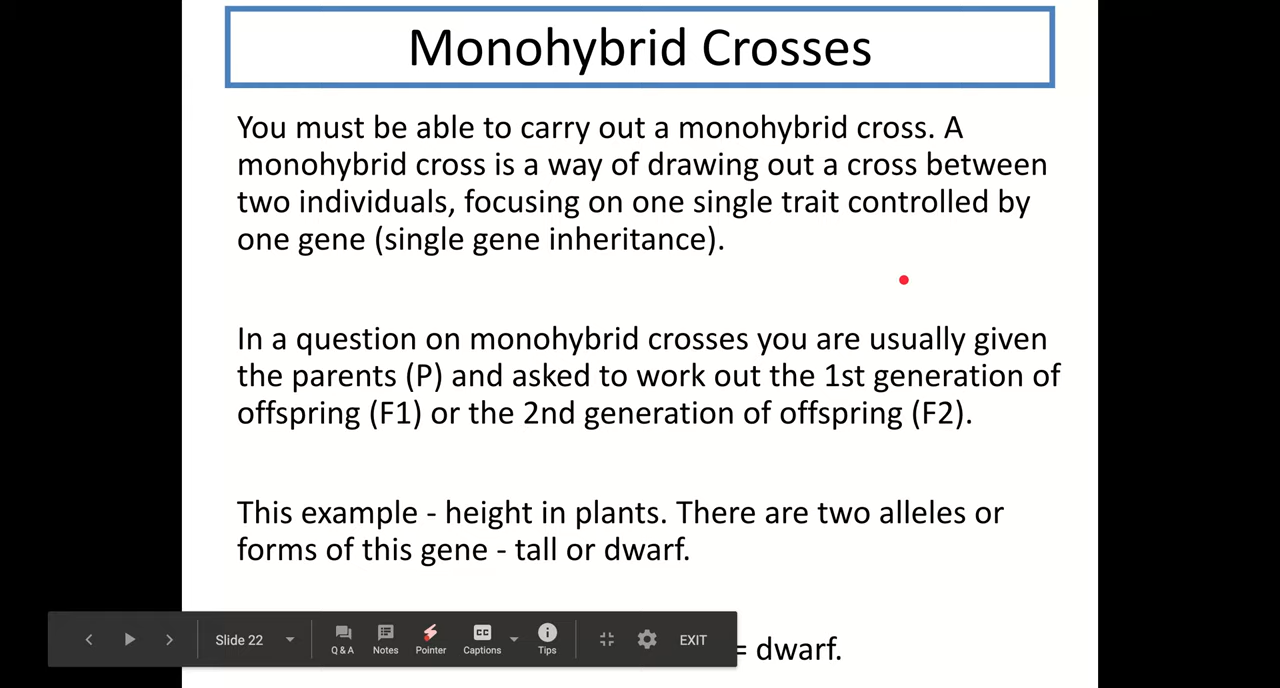 Monohybrid Crosses
You must be able to carry out a monohybrid cross. A
monohybrid cross is a way of drawing out a cross between
two individuals, focusing on one single trait controlled by
one gene (single gene inheritance).
In a question on monohybrid crosses you are usually given
the parents (P) and asked to work out the 1st generation of
offspring (F1) or the 2nd generation of offspring (F2).
This example - height in plants. There are two alleles or
forms of this gene - tall or dwarf.
= dwarf.
Slide 22
Q & A
Notes
Pointer
CC
Captions
Tips
EXIT